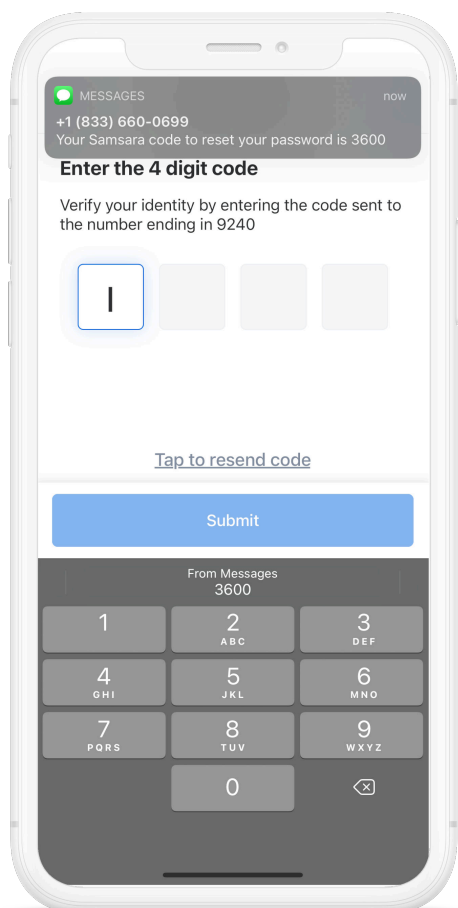 MESSAGES now
+1 (833) 660-0699
Your Samsara code to reset your password is 3600
Enter the 4 digit code
Verify your identity by entering the code sent to
the number ending in 9240
Tap to resend code
Submit
From Messages
3600
1 2 3
ABC DEF
4 5 6
GHI JKL MNO
7 8 9
PQRS TUV WXYZ
0